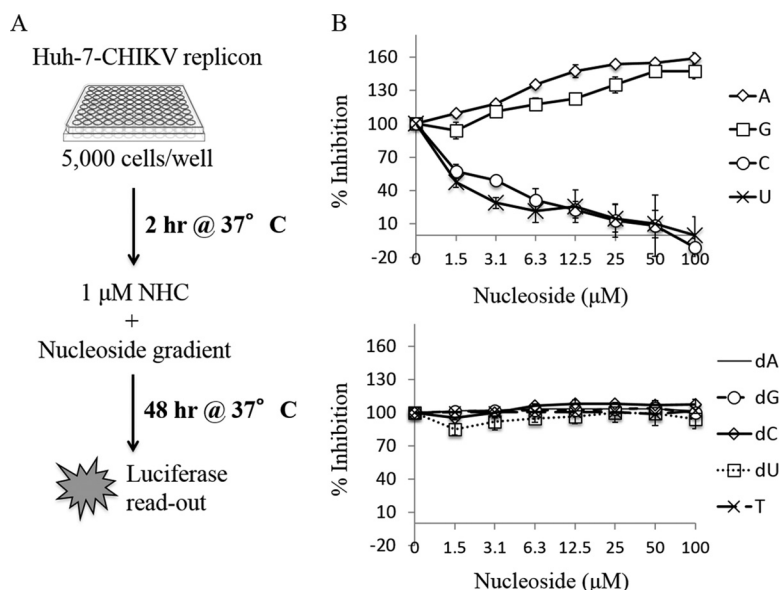 A
Huh-7-CHIKV replicon
5,000 cells/well
2 hr @ 37° C
1 μM NHC
+
Nucleoside gradient
48 hr @ 37° C
Luciferase
read-out
B
% Inhibition
160
130
100
70
40
10
-20
0 1.5 3.1 6.3 12.5 25 50 100
Nucleoside (μM)
A
G
C
U
% Inhibition
160
130
100
70
40
10
-20
0 1.5 3.1 6.3 12.5 25 50 100
Nucleoside (μM)
dA
dG
dC
dU
T